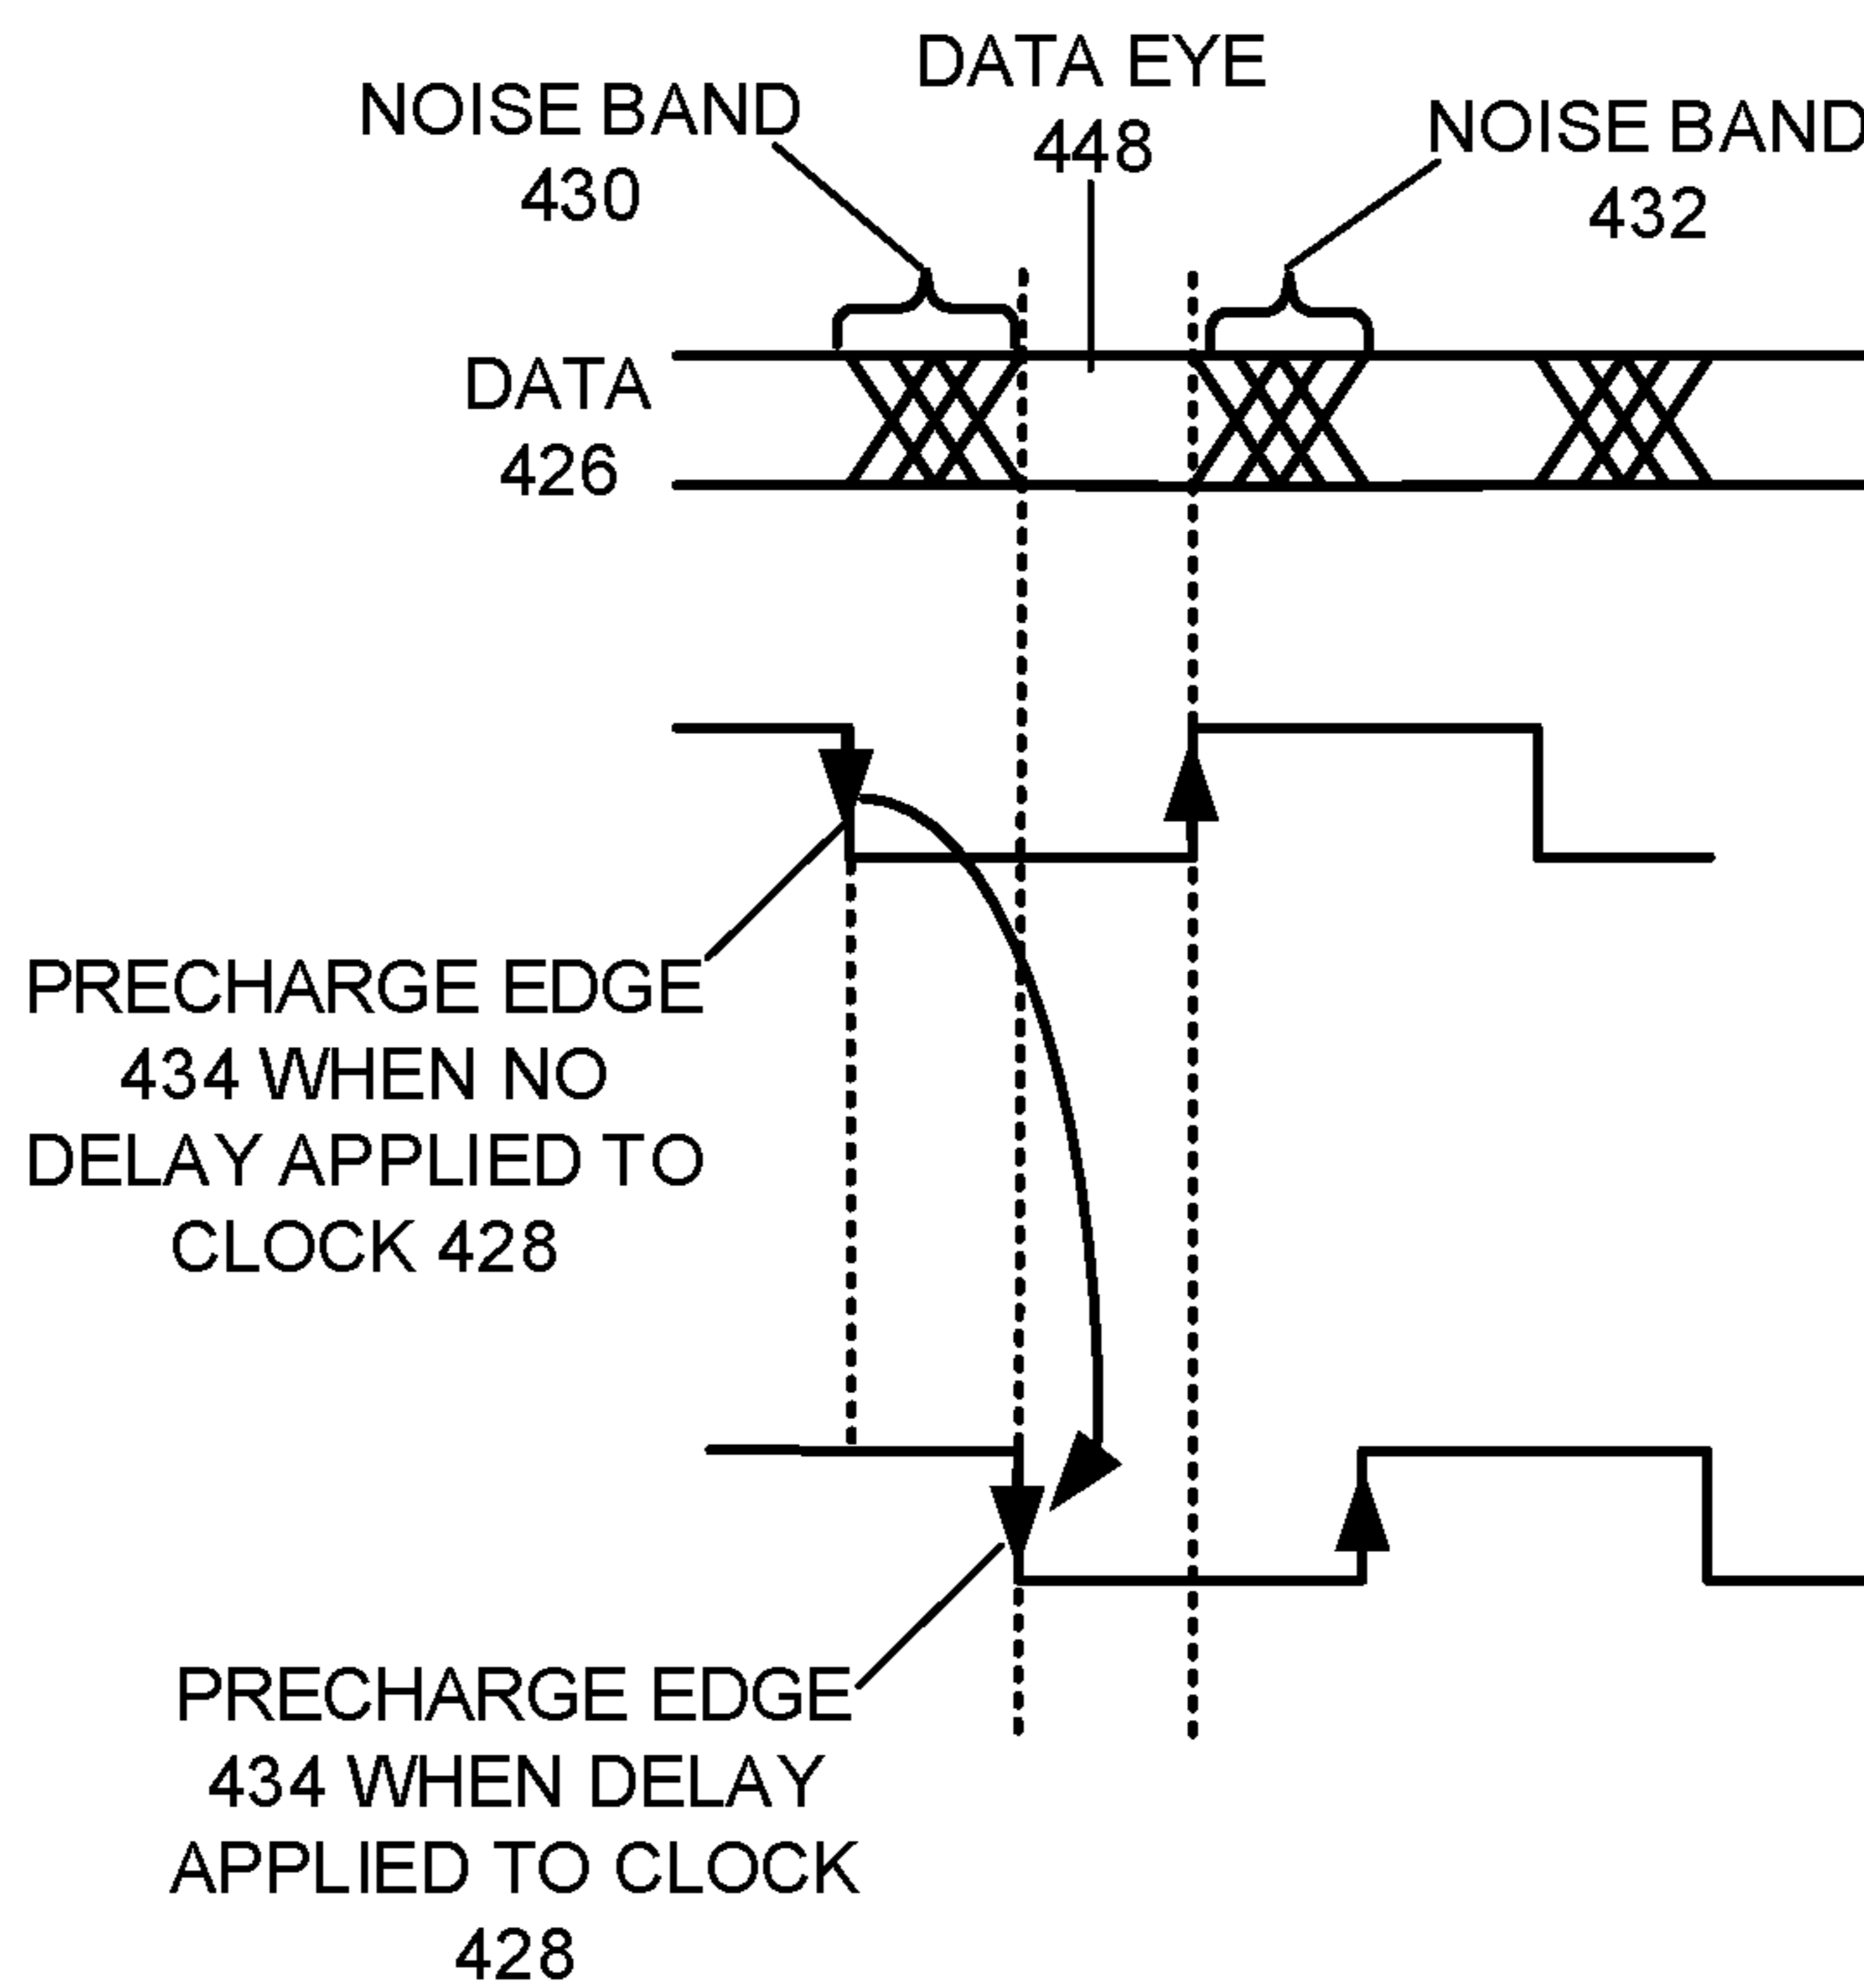 DATA EYE
448
NOISE BAND
430
NOISE BAND
432
DATA
426
PRECHARGE EDGE
434 WHEN NO
DELAY APPLIED TO
CLOCK 428
PRECHARGE EDGE
434 WHEN DELAY
APPLIED TO CLOCK
428